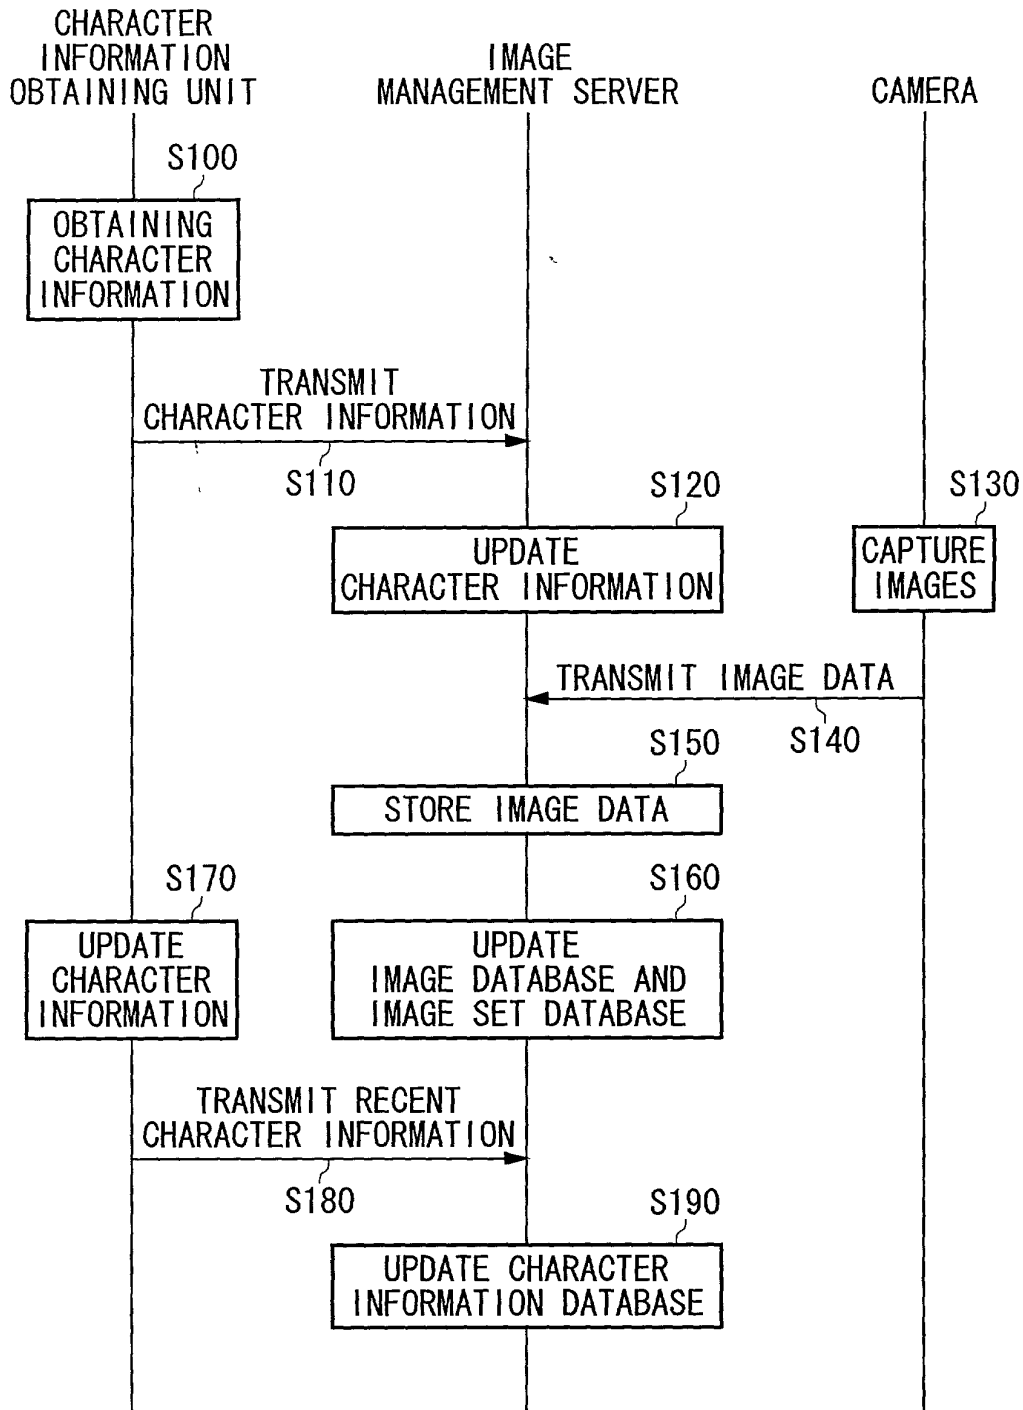 CHARACTER
INFORMATION
OBTAINING UNIT
IMAGE
MANAGEMENT SERVER
CAMERA
S100
OBTAINING
CHARACTER
INFORMATION
TRANSMIT
CHARACTER INFORMATION
S110
S120
UPDATE
CHARACTER INFORMATION
S130
CAPTURE
IMAGES
TRANSMIT IMAGE DATA
S140
S150
STORE IMAGE DATA
S170
UPDATE
CHARACTER
INFORMATION
S160
UPDATE
IMAGE DATABASE AND
IMAGE SET DATABASE
TRANSMIT RECENT
CHARACTER INFORMATION
S180
S190
UPDATE CHARACTER
INFORMATION DATABASE